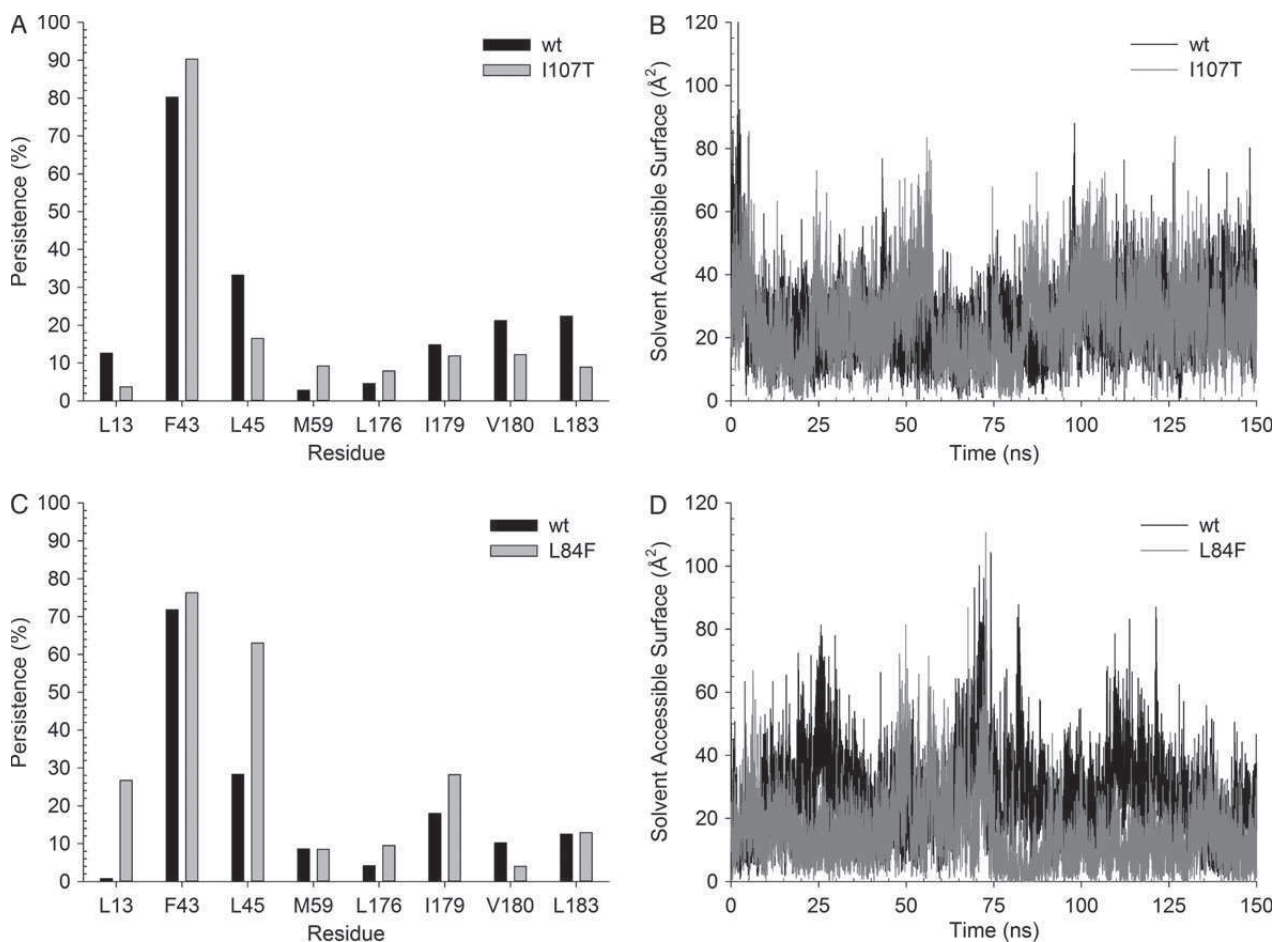 A
100
90
80
70
60
50
40
30
20
10
0
Persistence (%)
wt
I107T
L13 F43 L45 M59 L176 I179 V180 L183
Residue
B
120
100
80
60
40
20
0
Solvent Accessible Surface (Å²)
wt
I107T
0 25 50 75 100 125 150
Time (ns)
C
100
90
80
70
60
50
40
30
20
10
0
Persistence (%)
wt
L84F
L13 F43 L45 M59 L176 I179 V180 L183
Residue
D
120
100
80
60
40
20
0
Solvent Accessible Surface (Å²)
wt
L84F
0 25 50 75 100 125 150
Time (ns)